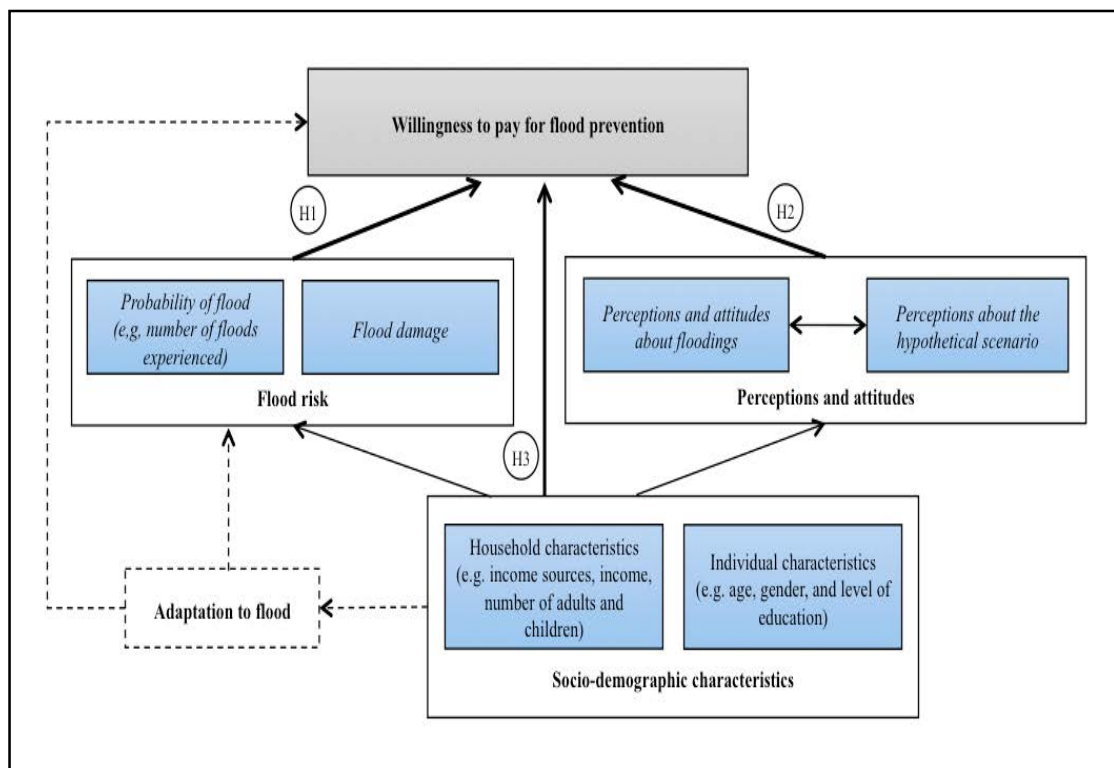 Willingness to pay for flood prevention
H1
H2
Probability of flood
(e,g, number of floods
experienced)
Flood damage
Flood risk
Perceptions and attitudes
about floodings
Perceptions about the
hypothetical scenario
Perceptions and attitudes
H3
Household characteristics
(e.g. income sources, income,
number of adults and
children)
Individual characteristics
(e.g. age, gender, and level of
education)
Socio-demographic characteristics
Adaptation to flood